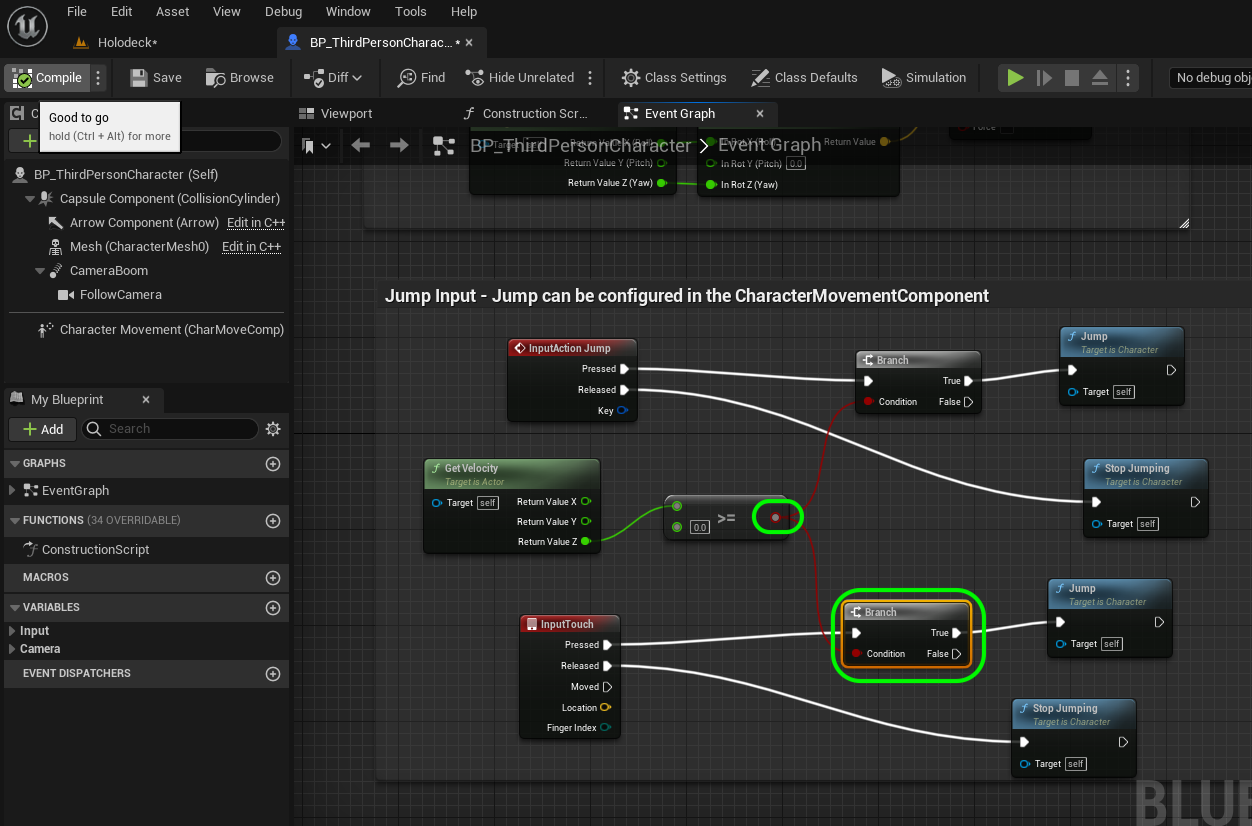 File Edit Asset View Debug Window Tools Help
Holodeck*
BP_ThirdPersonCharac... *
Compile
Save
Browse
Diff
Find
Hide Unrelated
Class Settings
Class Defaults
Simulation
No debug obj
Good to go
hold (Ctrl + Alt) for more
Viewport
Construction Scr...
Event Graph
BP_ThirdPersonCharacter > Event Graph
BP_ThirdPersonCharacter (Self)
Capsule Component (CollisionCylinder)
Arrow Component (Arrow) Edit in C++
Mesh (CharacterMesh0) Edit in C++
CameraBoom
FollowCamera
Character Movement (CharMoveComp)
My Blueprint
Add
Search
GRAPHS
EventGraph
FUNCTIONS (34 OVERRIDABLE)
ConstructionScript
MACROS
VARIABLES
Input
Camera
EVENT DISPATCHERS
Return Value Y (Pitch)
Return Value Z (Yaw)
Return Value
In Rot Y (Pitch) 0.0
In Rot Z (Yaw)
Jump Input - Jump can be configured in the CharacterMovementComponent
InputAction Jump
Pressed
Released
Key
Branch
True
Condition False
Jump
Target is Character
Target self
Get Velocity
Target is Actor
Target self Return Value X
Return Value Y
Return Value Z
0.0 >=
Stop Jumping
Target is Character
Target self
InputTouch
Pressed
Released
Moved
Location
Finger Index
Branch
True
Condition False
Jump
Target is Character
Target self
Stop Jumping
Target is Character
Target self